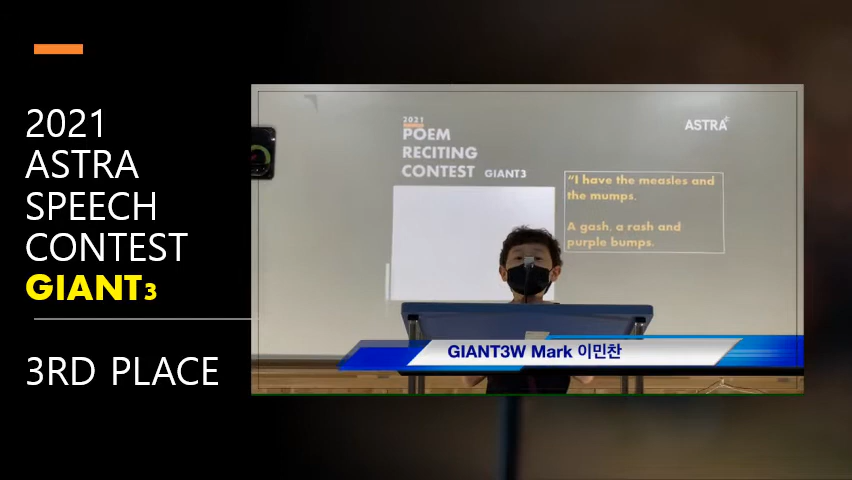 2021
ASTRA
SPEECH
CONTEST
GIANT3
3RD PLACE
2021
POEM
RECITING
CONTEST GIANT3
ASTRA
"I have the measles and
the mumps.
A gash, a rash and
purple bumps.
GIANT3W Mark 이민찬